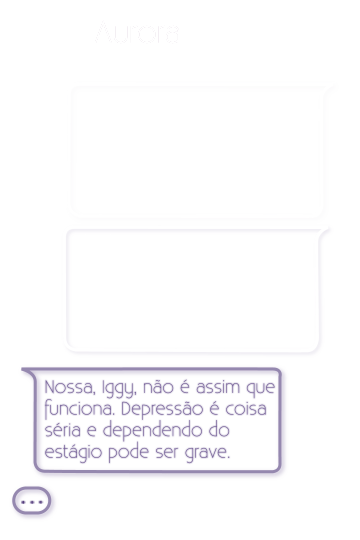 Aurora
Nossa, Iggy, não é assim que
funciona. Depressão é coisa
séria e dependendo do
estágio pode ser grave.
...